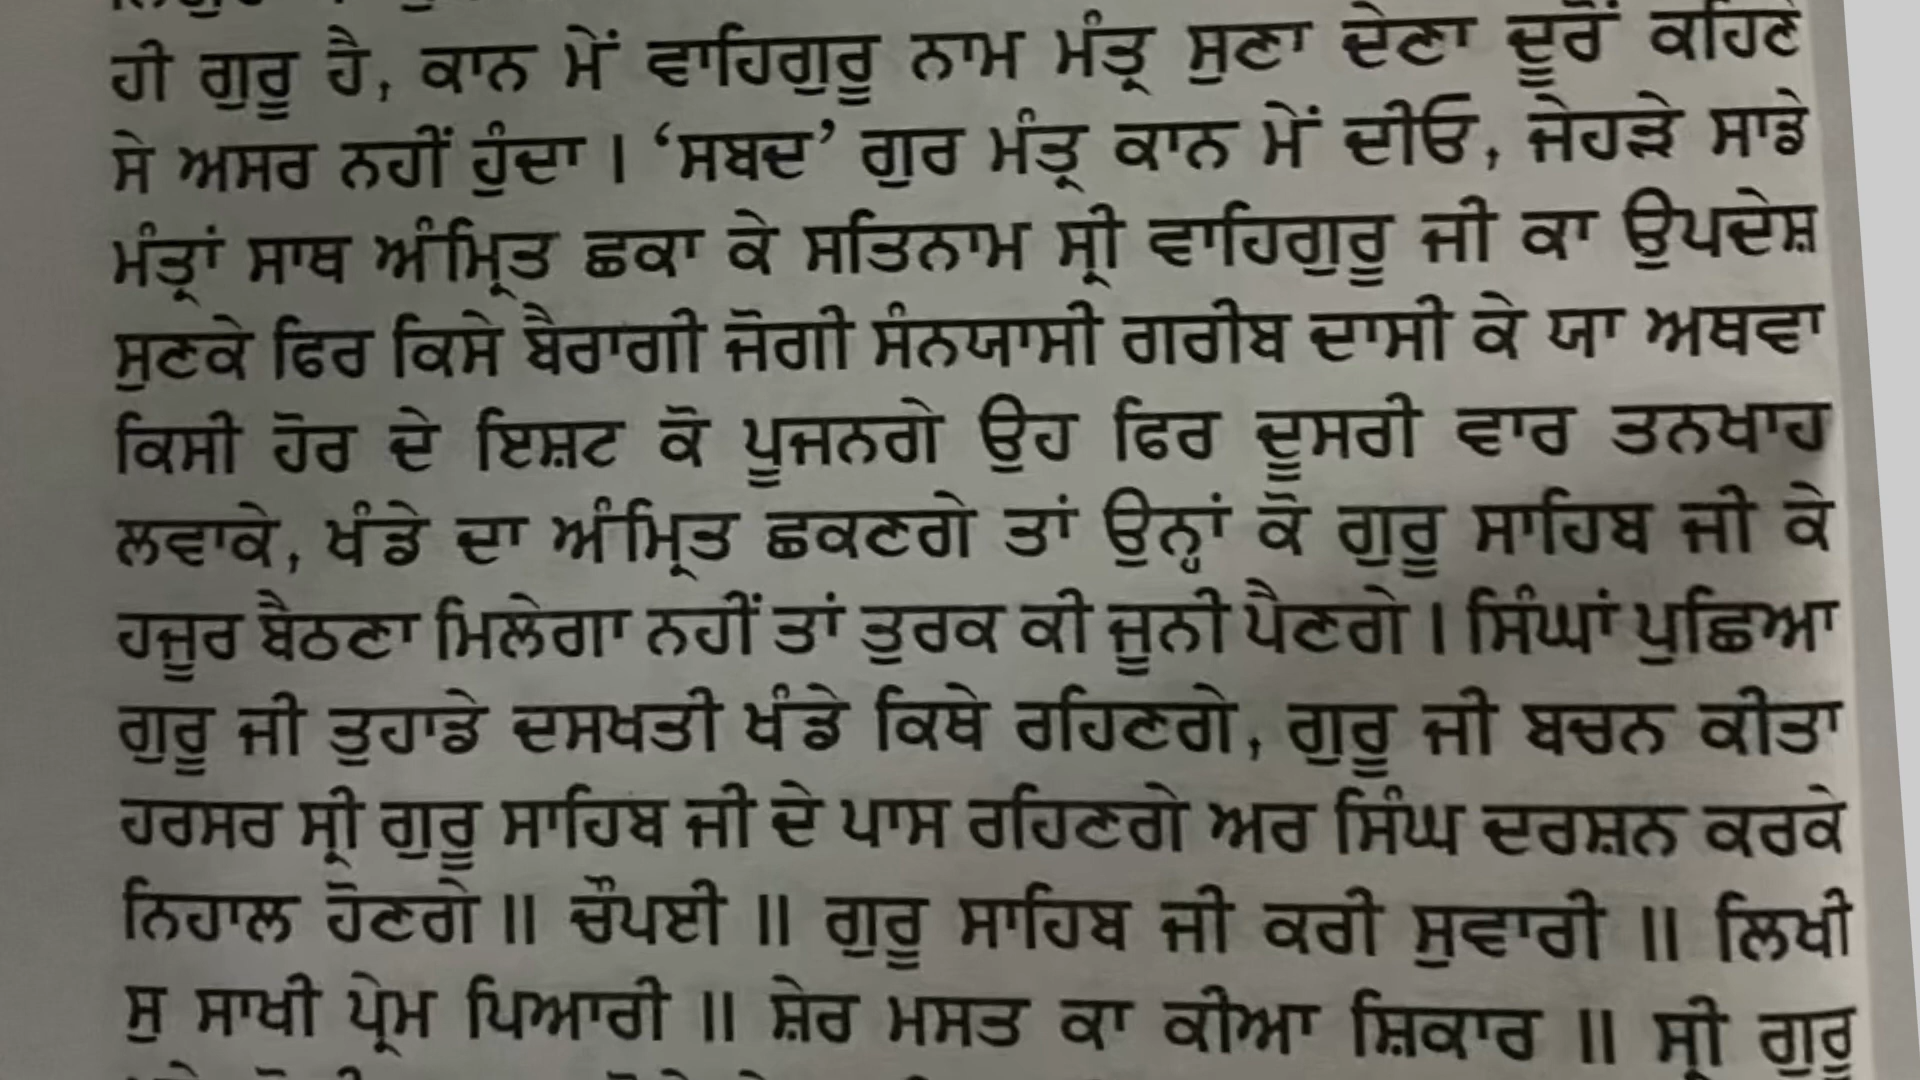 ਹੀ ਗੁਰੂ ਹੈ, ਕਾਨ ਮੇਂ ਵਾਹਿਗੁਰੂ ਨਾਮ ਮੰਤ੍ਰ ਸੁਣਾ ਦੇਣਾ ਦੂਰੋਂ ਕਹਿਣੇ
ਸੇ ਅਸਰ ਨਹੀਂ ਹੁੰਦਾ । ‘ਸਬਦ’ ਗੁਰ ਮੰਤ੍ਰ ਕਾਨ ਮੇਂ ਦੀਓ, ਜੇਹੜੇ ਸਾਡੇ
ਮੰਤ੍ਰਾਂ ਸਾਥ ਅੰਮ੍ਰਿਤ ਛਕਾ ਕੇ ਸਤਿਨਾਮ ਸ੍ਰੀ ਵਾਹਿਗੁਰੂ ਜੀ ਕਾ ਉਪਦੇਸ਼
ਸੁਣਕੇ ਫਿਰ ਕਿਸੇ ਬੈਰਾਗੀ ਜੋਗੀ ਸੰਨਯਾਸੀ ਗਰੀਬ ਦਾਸੀ ਕੇ ਯਾ ਅਥਵਾ
ਕਿਸੀ ਹੋਰ ਦੇ ਇਸ਼ਟ ਕੋ ਪੂਜਨਗੇ ਉਹ ਫਿਰ ਦੂਸਰੀ ਵਾਰ ਤਨਖਾਹ
ਲਵਾਕੇ, ਖੰਡੇ ਦਾ ਅੰਮ੍ਰਿਤ ਛਕਣਗੇ ਤਾਂ ਉਨ੍ਹਾਂ ਕੋ ਗੁਰੂ ਸਾਹਿਬ ਜੀ ਕੇ
ਹਜੂਰ ਬੈਠਣਾ ਮਿਲੇਗਾ ਨਹੀਂ ਤਾਂ ਤੁਰਕ ਕੀ ਜੂਨੀ ਪੈਣਗੇ । ਸਿੰਘਾਂ ਪੁਛਿਆ
ਗੁਰੂ ਜੀ ਤੁਹਾਡੇ ਦਸਖਤੀ ਖੰਡੇ ਕਿਥੇ ਰਹਿਣਗੇ, ਗੁਰੂ ਜੀ ਬਚਨ ਕੀਤਾ
ਹਰਸਰ ਸ੍ਰੀ ਗੁਰੂ ਸਾਹਿਬ ਜੀ ਦੇ ਪਾਸ ਰਹਿਣਗੇ ਅਰ ਸਿੰਘ ਦਰਸ਼ਨ ਕਰਕੇ
ਨਿਹਾਲ ਹੋਣਗੇ ॥ ਚੌਪਈ ॥ ਗੁਰੂ ਸਾਹਿਬ ਜੀ ਕਰੀ ਸੁਵਾਰੀ ॥ ਲਿਖੀ
ਸੁ ਸਾਖੀ ਪ੍ਰੇਮ ਪਿਆਰੀ ॥ ਸ਼ੇਰ ਮਸਤ ਕਾ ਕੀਆ ਸ਼ਿਕਾਰ ॥ ਸ੍ਰੀ ਗੁਰੂ